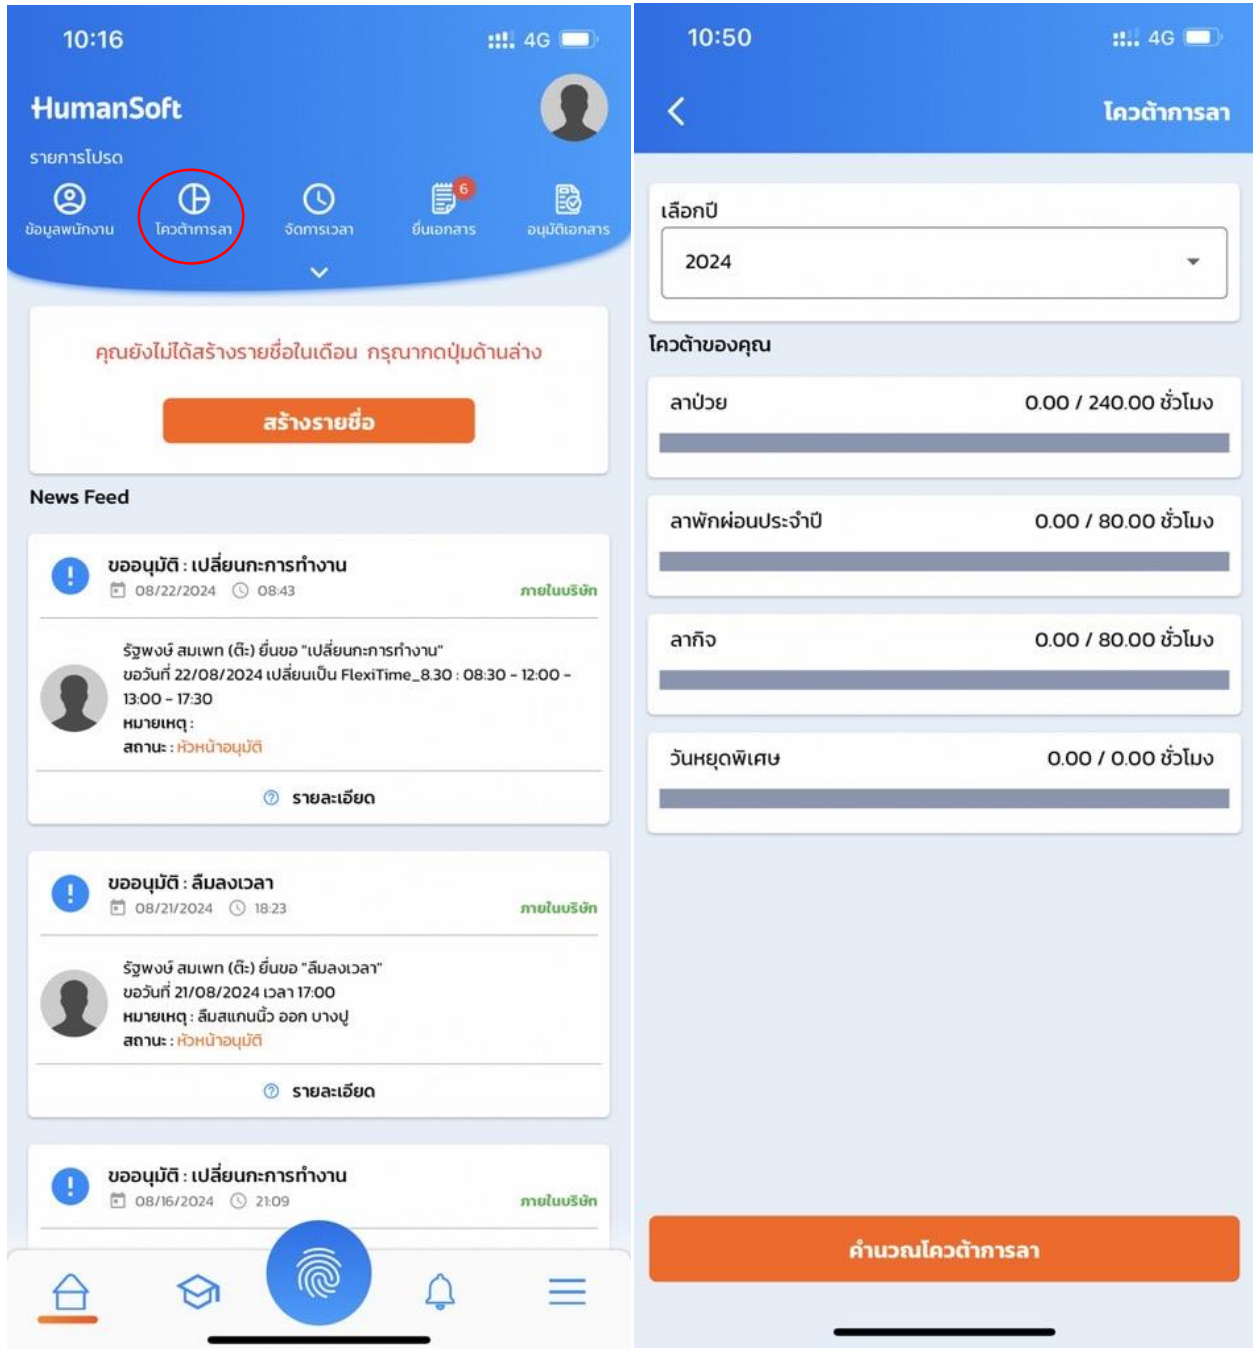 10:16
4G
HumanSoft
รายการโปรด
ข้อมูลพนักงาน
โควต้าการลา
จัดการเวลา
6
ยื่นเอกสาร
อนุมัติเอกสาร
คุณยังไม่ได้สร้างรายชื่อในเดือน กรุณากดปุ่มด้านล่าง
สร้างรายชื่อ
News Feed
ขออนุมัติ : เปลี่ยนกะการทำงาน
08/22/2024 08:43 ภายในบริษัท
รัฐพงษ์ สมเพท (ต๊ะ) ยื่นขอ "เปลี่ยนกะการทำงาน"
ขอวันที่ 22/08/2024 เปลี่ยนเป็น FlexiTime_8.30 : 08:30 - 12:00 -
13:00 - 17:30
หมายเหตุ :
สถานะ : หัวหน้าอนุมัติ
รายละเอียด
ขออนุมัติ : ลืมลงเวลา
08/21/2024 18:23 ภายในบริษัท
รัฐพงษ์ สมเพท (ต๊ะ) ยื่นขอ "ลืมลงเวลา"
ขอวันที่ 21/08/2024 เวลา 17:00
หมายเหตุ : ลืมสแกนนิ้ว ออก บางปู
สถานะ : หัวหน้าอนุมัติ
รายละเอียด
ขออนุมัติ : เปลี่ยนกะการทำงาน
08/16/2024 21:09 ภายในบริษัท
10:50
4G
โควต้าการลา
เลือกปี
2024
โควต้าของคุณ
ลาป่วย 0.00 / 240.00 ชั่วโมง
ลาพักผ่อนประจำปี 0.00 / 80.00 ชั่วโมง
ลากิจ 0.00 / 80.00 ชั่วโมง
วันหยุดพิเศษ 0.00 / 0.00 ชั่วโมง
คำนวณโควต้าการลา